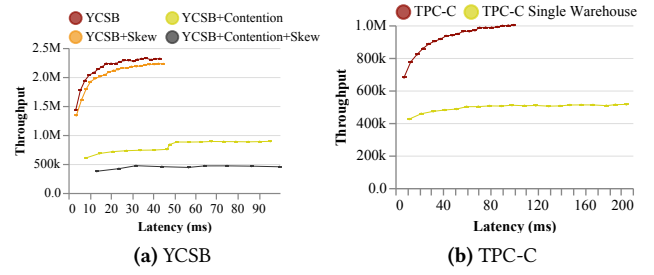 YCSB YCSB+Contention
YCSB+Skew YCSB+Contention+Skew
2.5M
2.0M
1.5M
1.0M
500k
0.0
Throughput
0 10 20 30 40 50 60 70 80 90
Latency (ms)
(a) YCSB
TPC-C TPC-C Single Warehouse
1.0M
800k
600k
400k
200k
0.0
Throughput
0 40 80 120 160 200
Latency (ms)
(b) TPC-C